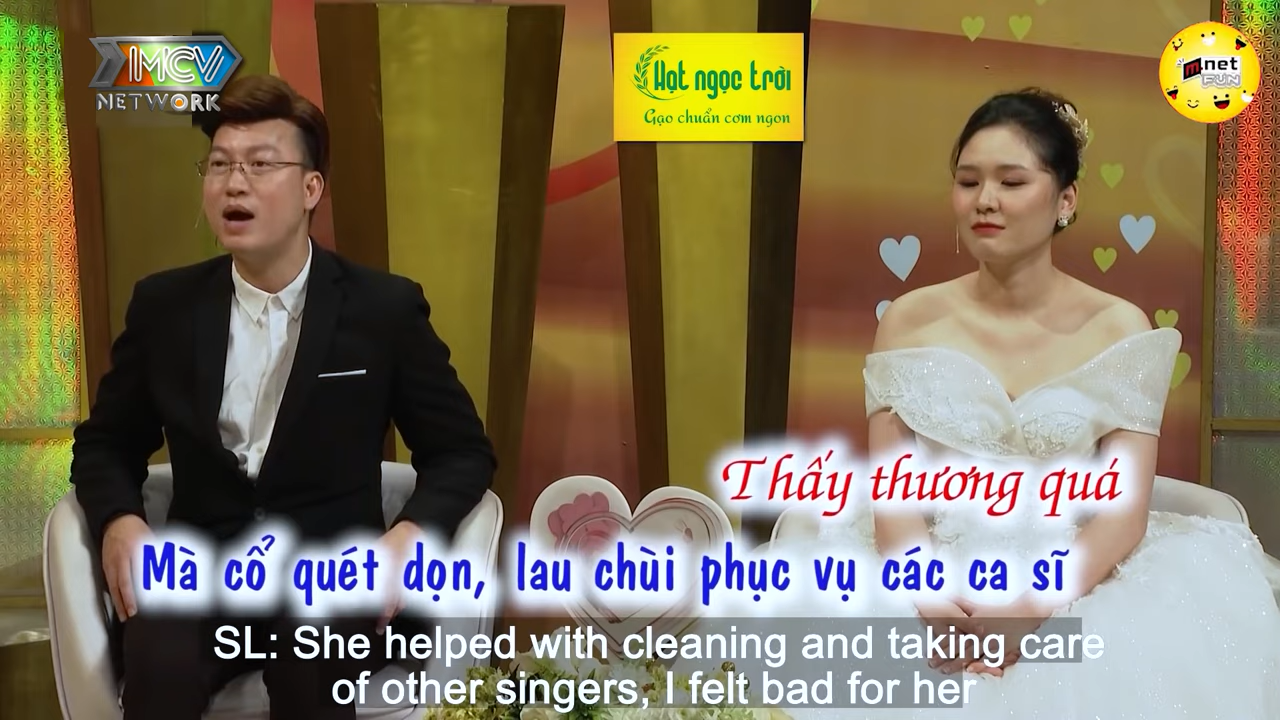 MCV
NETWORK
Hạt ngọc trời
Gạo chuẩn cơm ngon
m.net
FUN
Thấy thương quá
Mà cổ quét dọn, lau chùi phục vụ các ca sĩ
SL: She helped with cleaning and taking care
of other singers, I felt bad for her